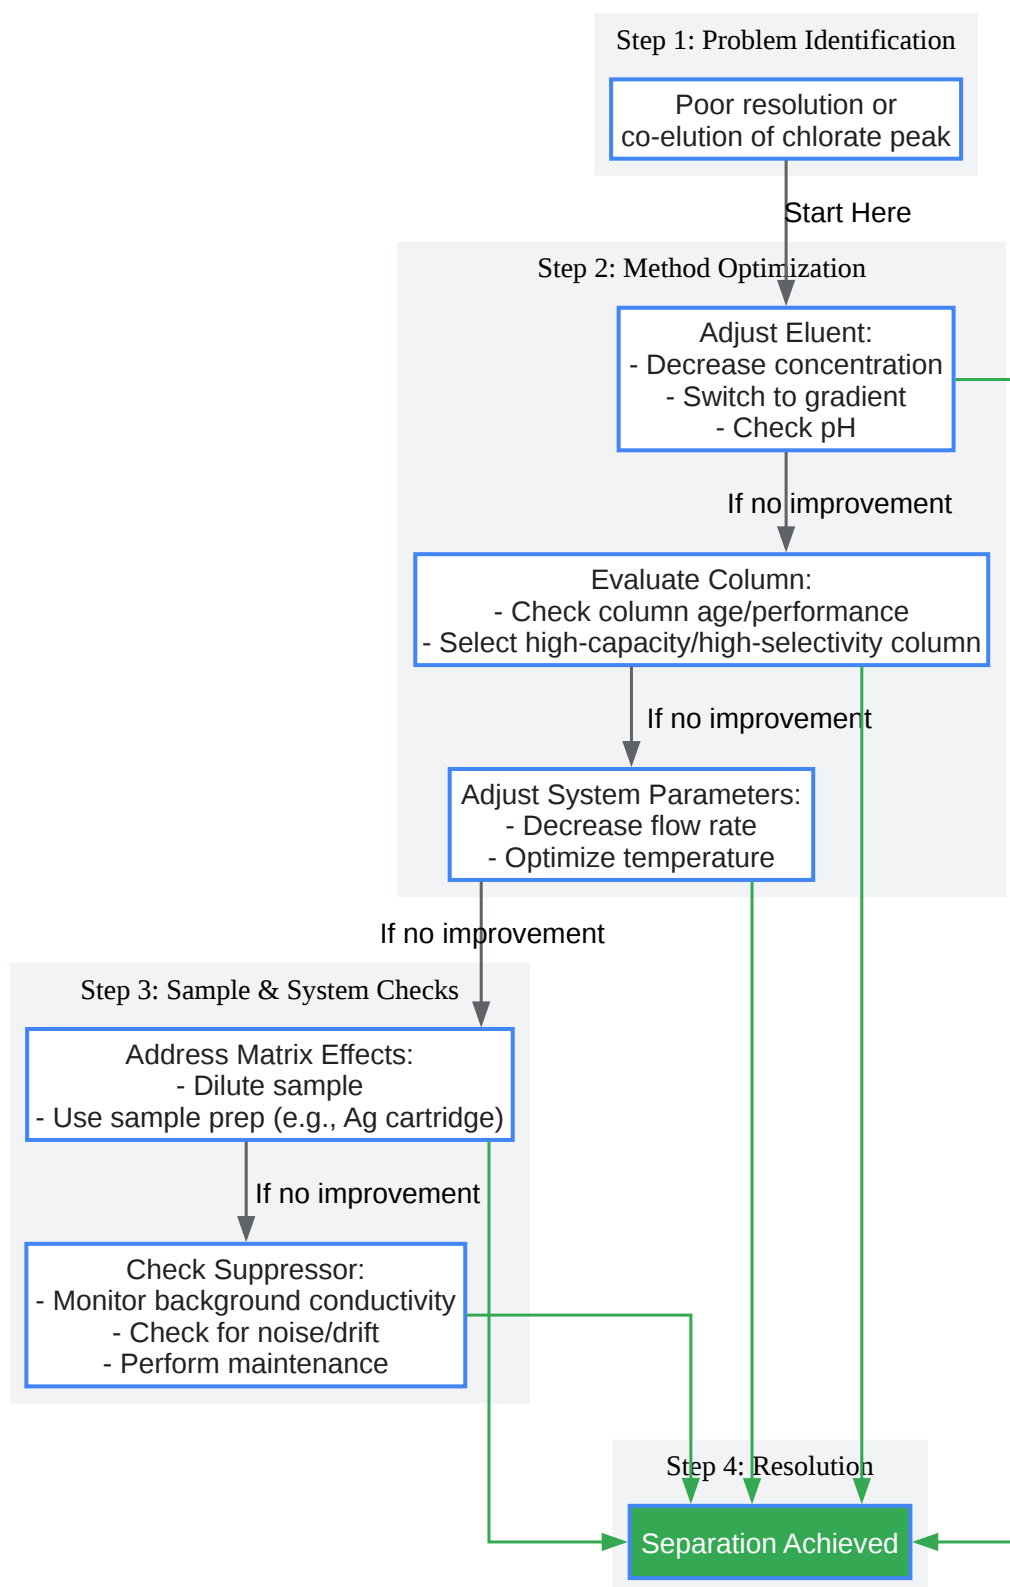 Step 1: Problem Identification
Poor resolution or
co-elution of chlorate peak
Start Here
Step 2: Method Optimization
Adjust Eluent:
- Decrease concentration
- Switch to gradient
- Check pH
If no improvement
Evaluate Column:
- Check column age/performance
- Select high-capacity/high-selectivity column
If no improvement
Adjust System Parameters:
- Decrease flow rate
- Optimize temperature
If no improvement
Step 3: Sample & System Checks
Address Matrix Effects:
- Dilute sample
- Use sample prep (e.g., Ag cartridge)
If no improvement
Check Suppressor:
- Monitor background conductivity
- Check for noise/drift
- Perform maintenance
Step 4: Resolution
Separation Achieved